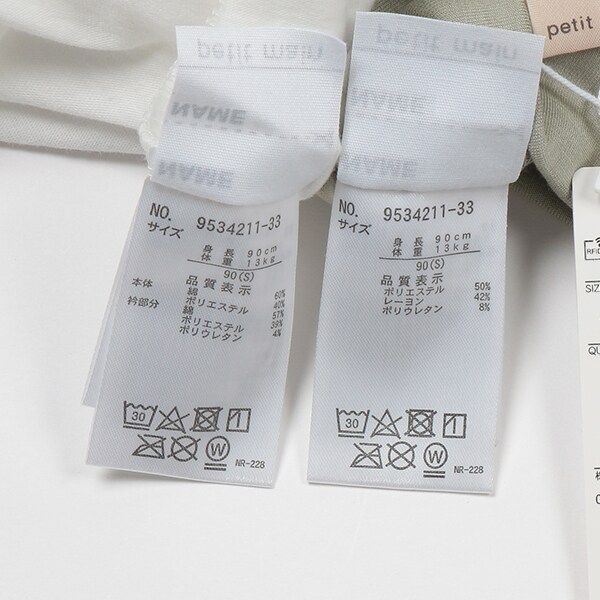 petit main
NAME
NAME
NO. 9534211-33
サイズ
身長 90cm
体重 13kg
90(S)
品質表示
本体 綿 60%
ポリエステル 40%
衿部分 綿 57%
ポリエステル 39%
ポリウレタン 4%
30
W
NR-228
petit main
NAME
NAME
NO. 9534211-33
サイズ
身長 90cm
体重 13kg
90(S)
品質表示
ポリエステル 50%
レーヨン 42%
ポリウレタン 8%
30
W
NR-228
petit
RFID
SIZ
QU